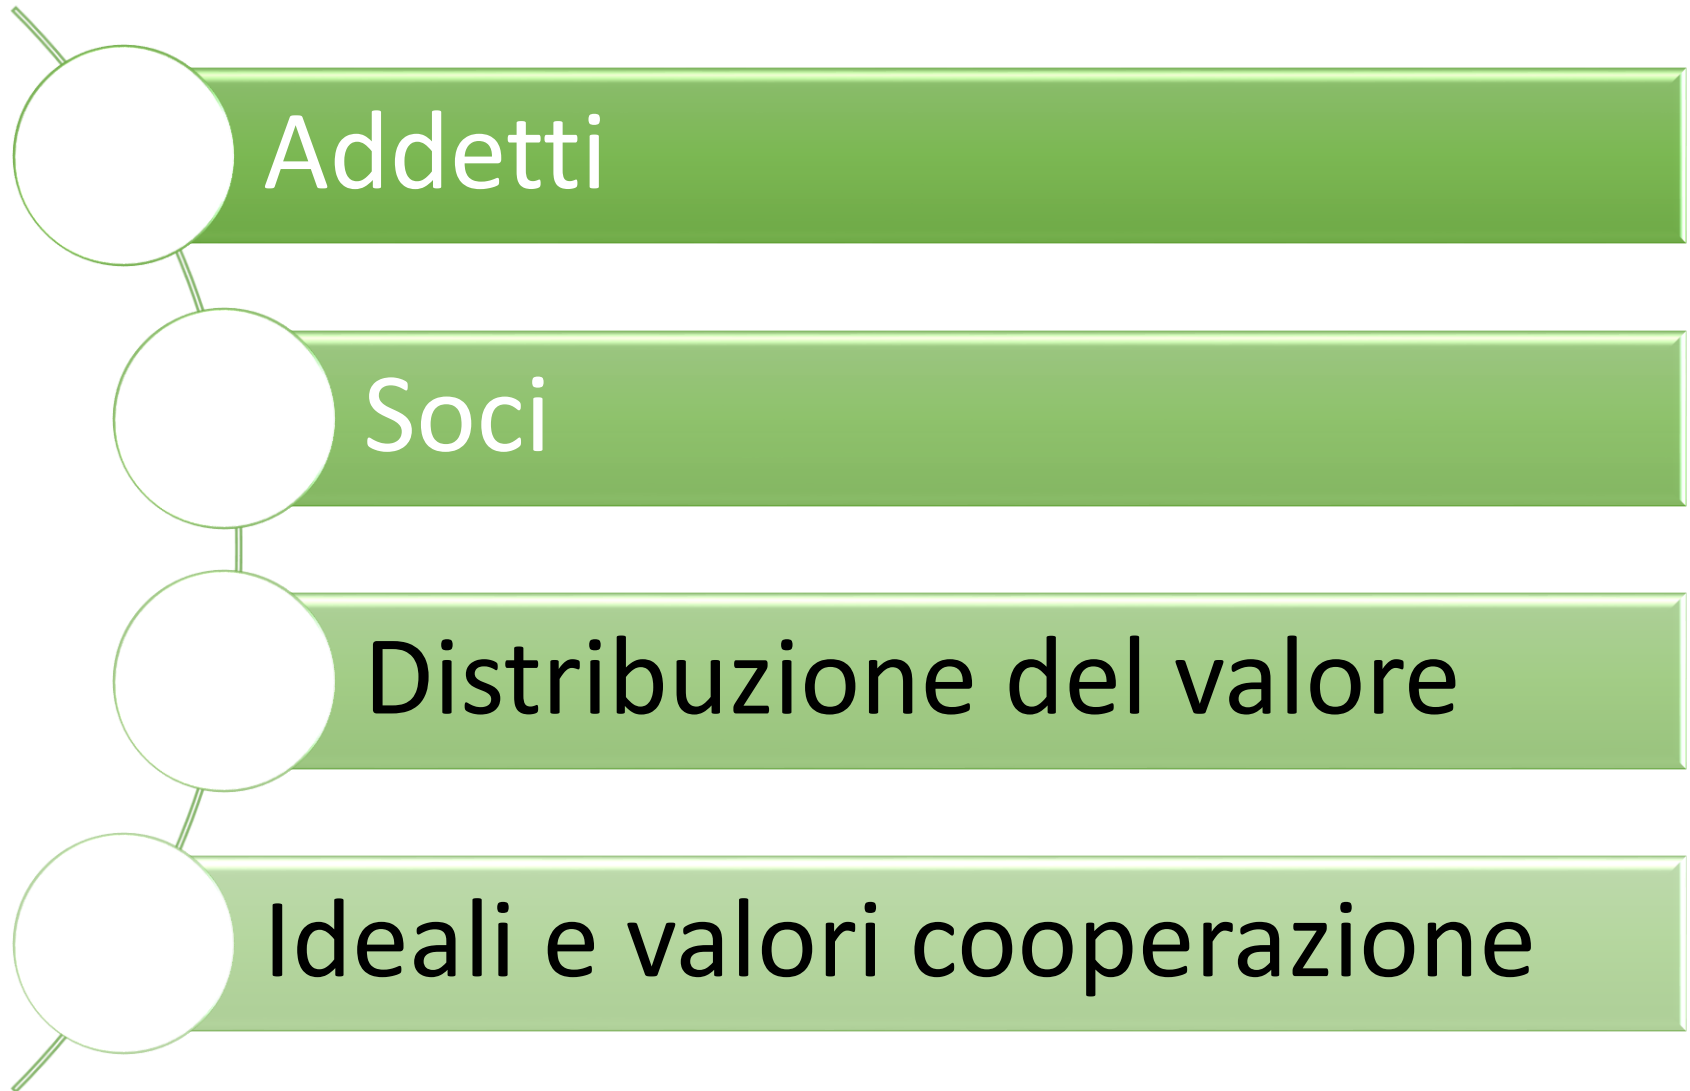 Addetti
Soci
Distribuzione del valore
Ideali e valori cooperazione